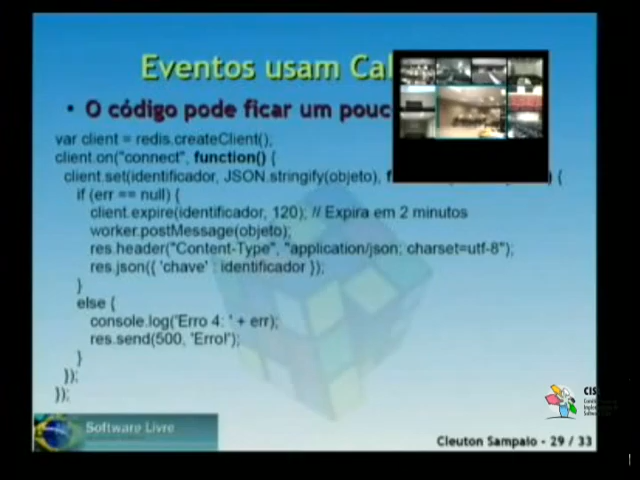 Eventos usam Cal
• O código pode ficar um pouc
var client = redis.createClient();
client.on("connect", function() {
client.set(identificador, JSON.stringify(objeto), f
{
if (err == null) {
client.expire(identificador, 120); // Expira em 2 minutos
worker.postMessage(objeto);
res.header("Content-Type", "application/json; charset=utf-8");
res.json({ 'chave' : identificador });
}
else {
console.log('Erro 4: ' + err);
res.send(500, 'Erro!');
}
});
});
CIS
Software Livre
Cleuton Sampaio - 29 / 33